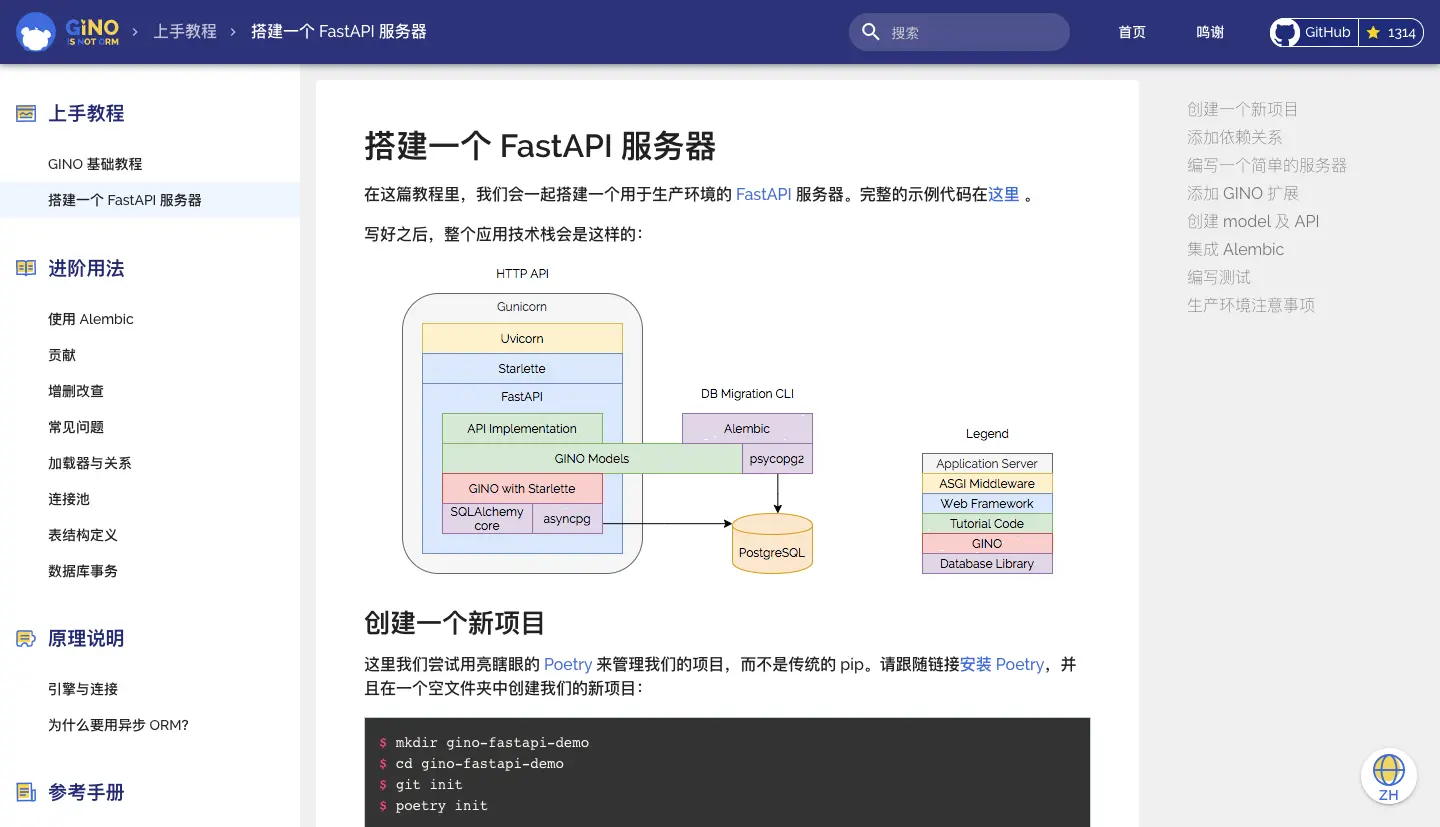 GINO
IS NOT ORM
上手教程
搭建一个 FastAPI 服务器
搜索
首页
鸣谢
GitHub
1314
上手教程
GINO 基础教程
搭建一个 FastAPI 服务器
进阶用法
使用 Alembic
贡献
增删改查
常见问题
加载器与关系
连接池
表结构定义
数据库事务
原理说明
引擎与连接
为什么要用异步 ORM?
参考手册
搭建一个 FastAPI 服务器
在这篇教程里，我们会一起搭建一个用于生产环境的 FastAPI 服务器。完整的示例代码在这里 。
写好之后，整个应用技术栈会是这样的：
HTTP API
Gunicorn
Uvicorn
Starlette
FastAPI
API Implementation
GINO Models
GINO with Starlette
SQLAlchemy
core
asyncpg
DB Migration CLI
Alembic
psycopg2
PostgreSQL
Legend
Application Server
ASGI Middleware
Web Framework
Tutorial Code
GINO
Database Library
创建一个新项目
这里我们尝试用亮瞎眼的 Poetry 来管理我们的项目，而不是传统的 pip。请跟随链接安装 Poetry，并
且在一个空文件夹中创建我们的新项目：
$ mkdir gino-fastapi-demo
$ cd gino-fastapi-demo
$ git init
$ poetry init
创建一个新项目
添加依赖关系
编写一个简单的服务器
添加 GINO 扩展
创建 model 及 API
集成 Alembic
编写测试
生产环境注意事项
ZH